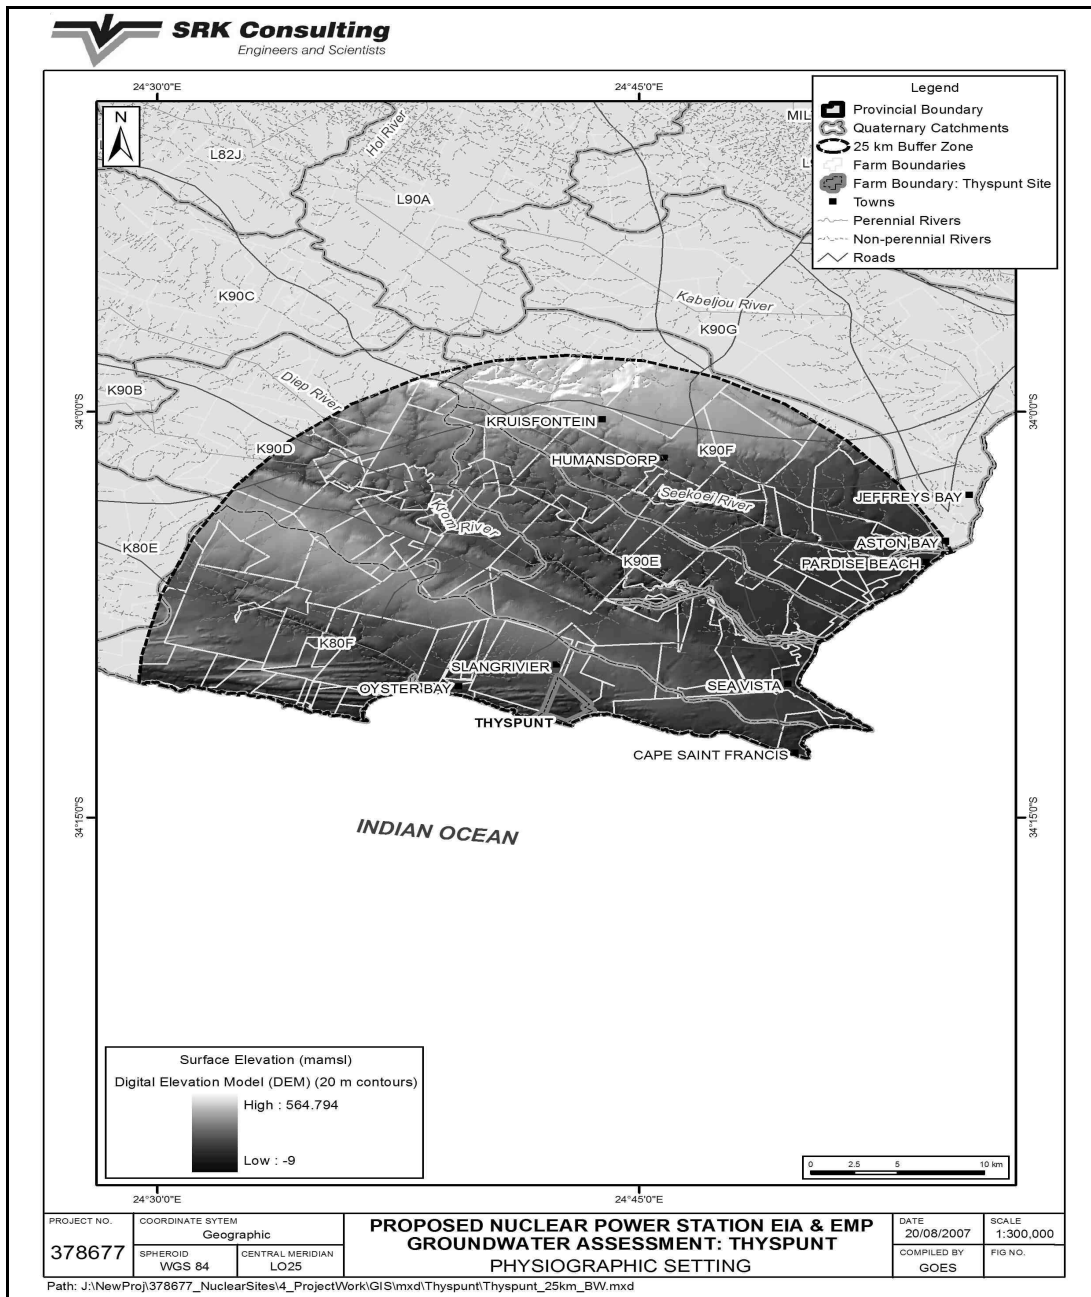 SRK Consulting
Engineers and Scientists
24°30'0"E
24°45'0"E
Legend
Provincial Boundary
Quaternary Catchments
25 km Buffer Zone
Farm Boundaries
Farm Boundary: Thyspunt Site
Towns
Perennial Rivers
Non-perennial Rivers
Roads
N
MIL
Hol River
L82J
L90A
K90C
Kabeljou River
K90G
K90B
Diep River
34°0'0"S
34°0'0"S
KRUISFONTEIN
K90D
K90F
HUMANSDORP
JEFFREYS BAY
Seekoei River
Krom River
K80E
ASTON BAY
K90E
PARDISE BEACH
K80F
SLANGRIVIER
OYSTER BAY
SEA VISTA
THYSPUNT
CAPE SAINT FRANCIS
34°15'0"S
34°15'0"S
INDIAN OCEAN
Surface Elevation (mamsl)
Digital Elevation Model (DEM) (20 m contours)
High : 564.794
Low : -9
0 2.5 5 10 km
24°30'0"E
24°45'0"E
PROJECT NO.
378677
COORDINATE SYTEM
Geographic
SPHEROID
WGS 84
CENTRAL MERIDIAN
LO25
PROPOSED NUCLEAR POWER STATION EIA & EMP
GROUNDWATER ASSESSMENT: THYSPUNT
PHYSIOGRAPHIC SETTING
DATE
20/08/2007
SCALE
1:300,000
COMPILED BY
GOES
FIG NO.
Path: J:\NewProj\378677_NuclearSites\4_ProjectWork\GIS\mxd\Thyspunt\Thyspunt_25km_BW.mxd